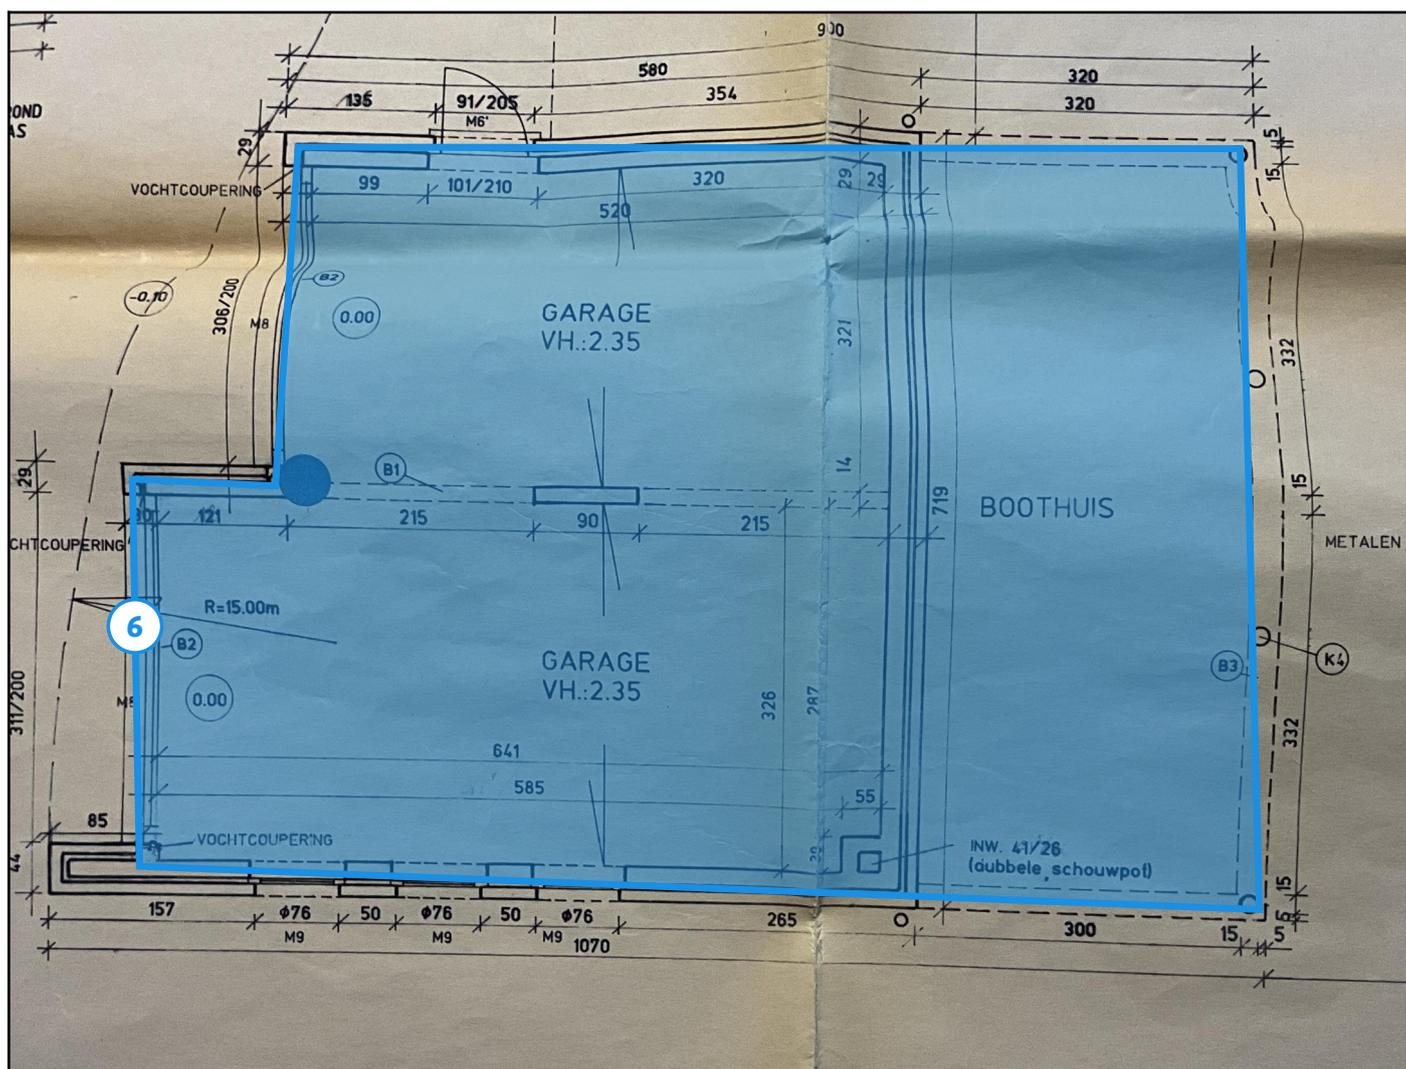 900
580
320
135
91/205
354
320
M6'
OND
AS
29
5
15
VOCHTCOUPERING
99
101/210
320
29
29
520
B2
-0.10
306/200
M8
0.00
GARAGE
VH.:2.35
321
332
29
B1
14
15
BOOTHUIS
121
215
90
215
719
CHTCOUPERING
METALEN
6
R=15.00m
B2
GARAGE
VH.:2.35
B3
K4
0.00
311/200
326
287
332
641
585
55
85
VOCHTCOUPERING
INW. 41/26
(dubbele schouwpot)
44
15
157
ϕ76
50
ϕ76
50
ϕ76
265
300
15
5
M9
M9
M9
1070